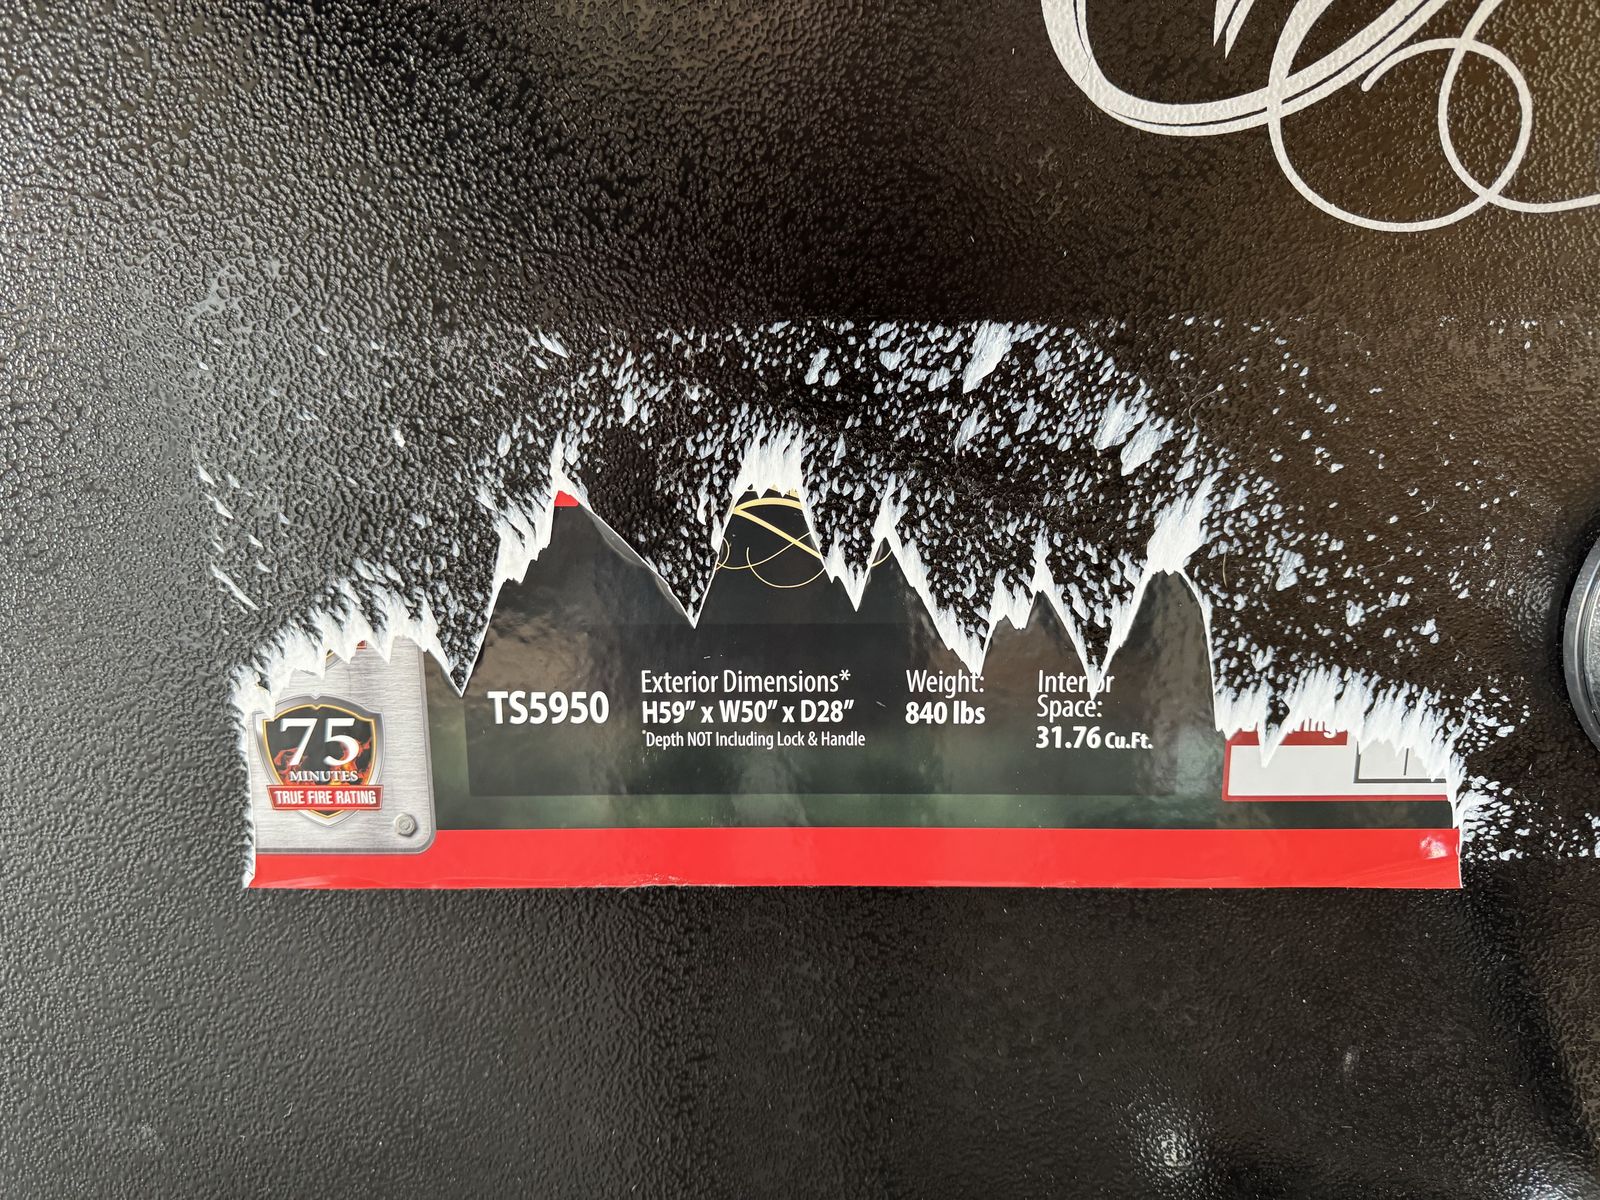 75
MINUTES
TRUE FIRE RATING
TS5950
Exterior Dimensions*
H59” x W50” x D28”
*Depth NOT Including Lock & Handle
Weight:
840 lbs
Interior
Space:
31.76 Cu.Ft.